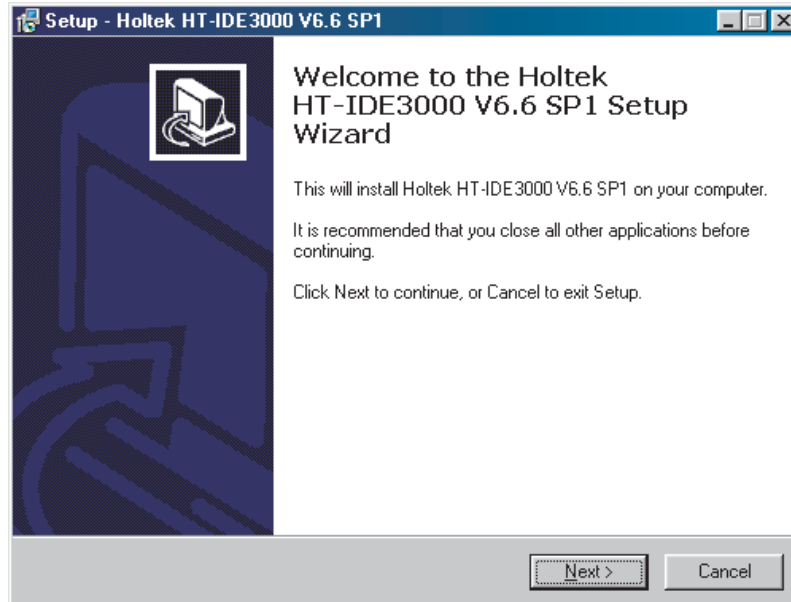 Setup - Holtek HT-IDE3000 V6.6 SP1
Welcome to the Holtek
HT-IDE3000 V6.6 SP1 Setup
Wizard
This will install Holtek HT-IDE3000 V6.6 SP1 on your computer.
It is recommended that you close all other applications before
continuing.
Click Next to continue, or Cancel to exit Setup.
Next >
Cancel